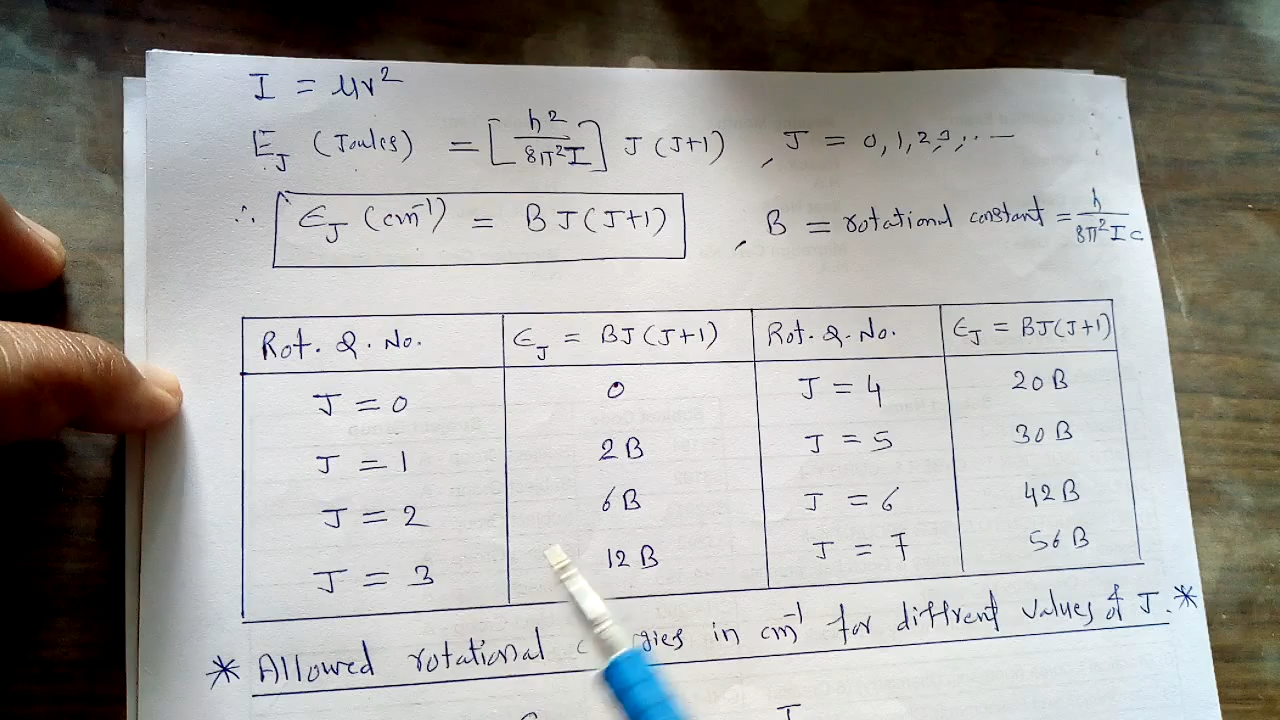 I = μr²
E_J (Joules) = [h²/8π²I] J(J+1), J = 0,1,2,3,...
∴ ϵ_J (cm⁻¹) = BJ(J+1), B = rotational constant = h/8π²Ic
Rot. Q. No. ϵ_J = BJ(J+1) Rot. Q. No. ϵ_J = BJ(J+1)
J = 0 0 J = 4 20B
J = 1 2B J = 5 30B
J = 2 6B J = 6 42B
J = 3 12B J = 7 56B
* Allowed rotational in cm⁻¹ for diffrent values of J. *
J